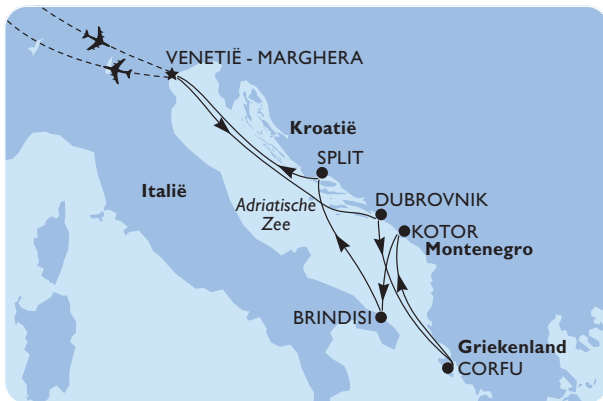 VENETIË - MARGHERA
Kroatië
SPLIT
Italië
Adriatische
Zee
DUBROVNIK
KOTOR
Montenegro
BRINDISI
Griekenland
CORFU